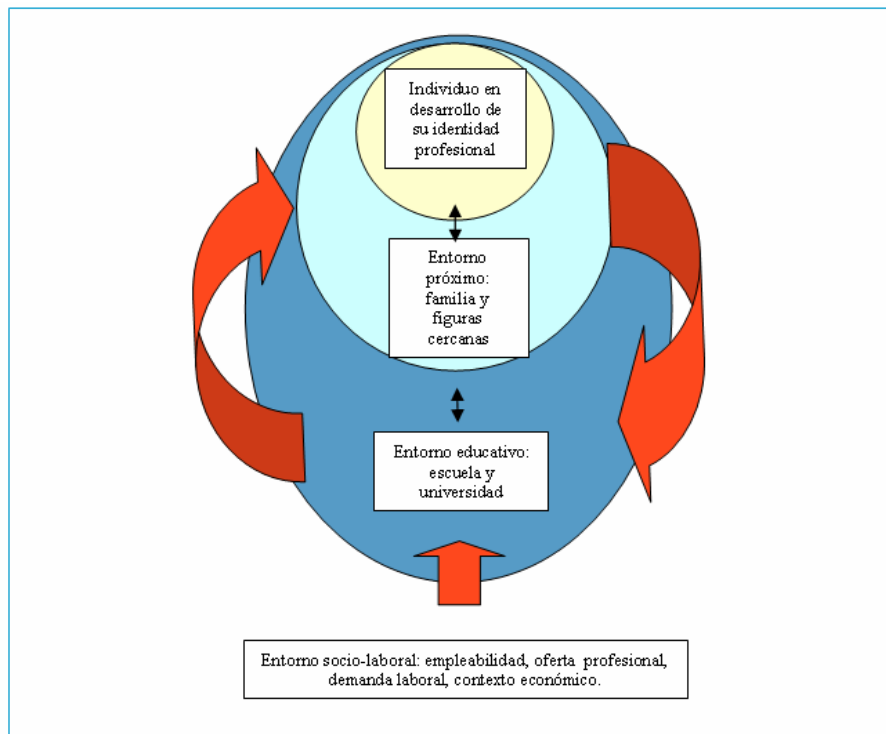 Individuo en
desarrollo de
su identidad
profesional
Entorno
próximo:
familia y
figuras
cercanas
Entorno educativo:
escuela y
universidad
Entorno socio-laboral: empleabilidad, oferta profesional,
demanda laboral, contexto económico.